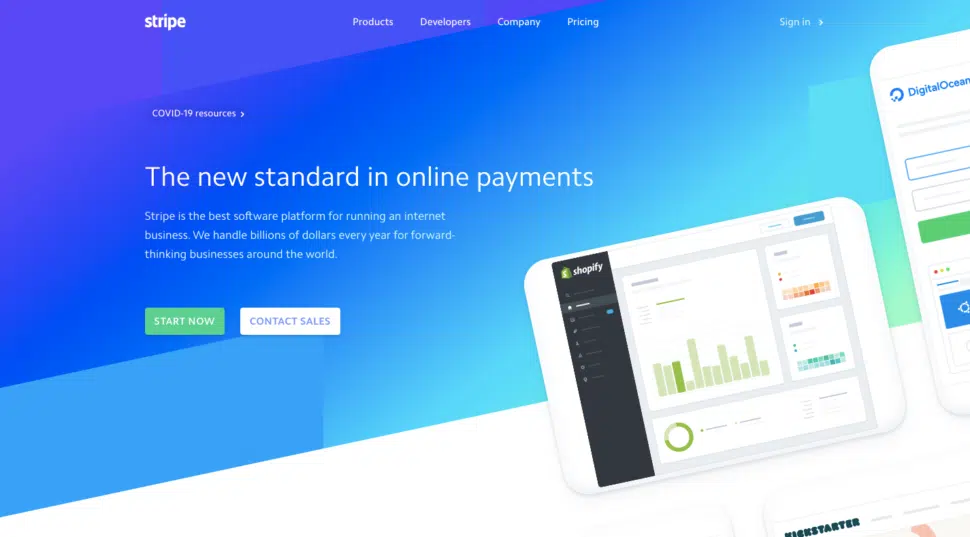 stripe
Products Developers Company Pricing
Sign in
COVID-19 resources
The new standard in online payments
Stripe is the best software platform for running an internet
business. We handle billions of dollars every year for forward-
thinking businesses around the world.
START NOW CONTACT SALES
DigitalOcean
shopify
KICKSTARTER